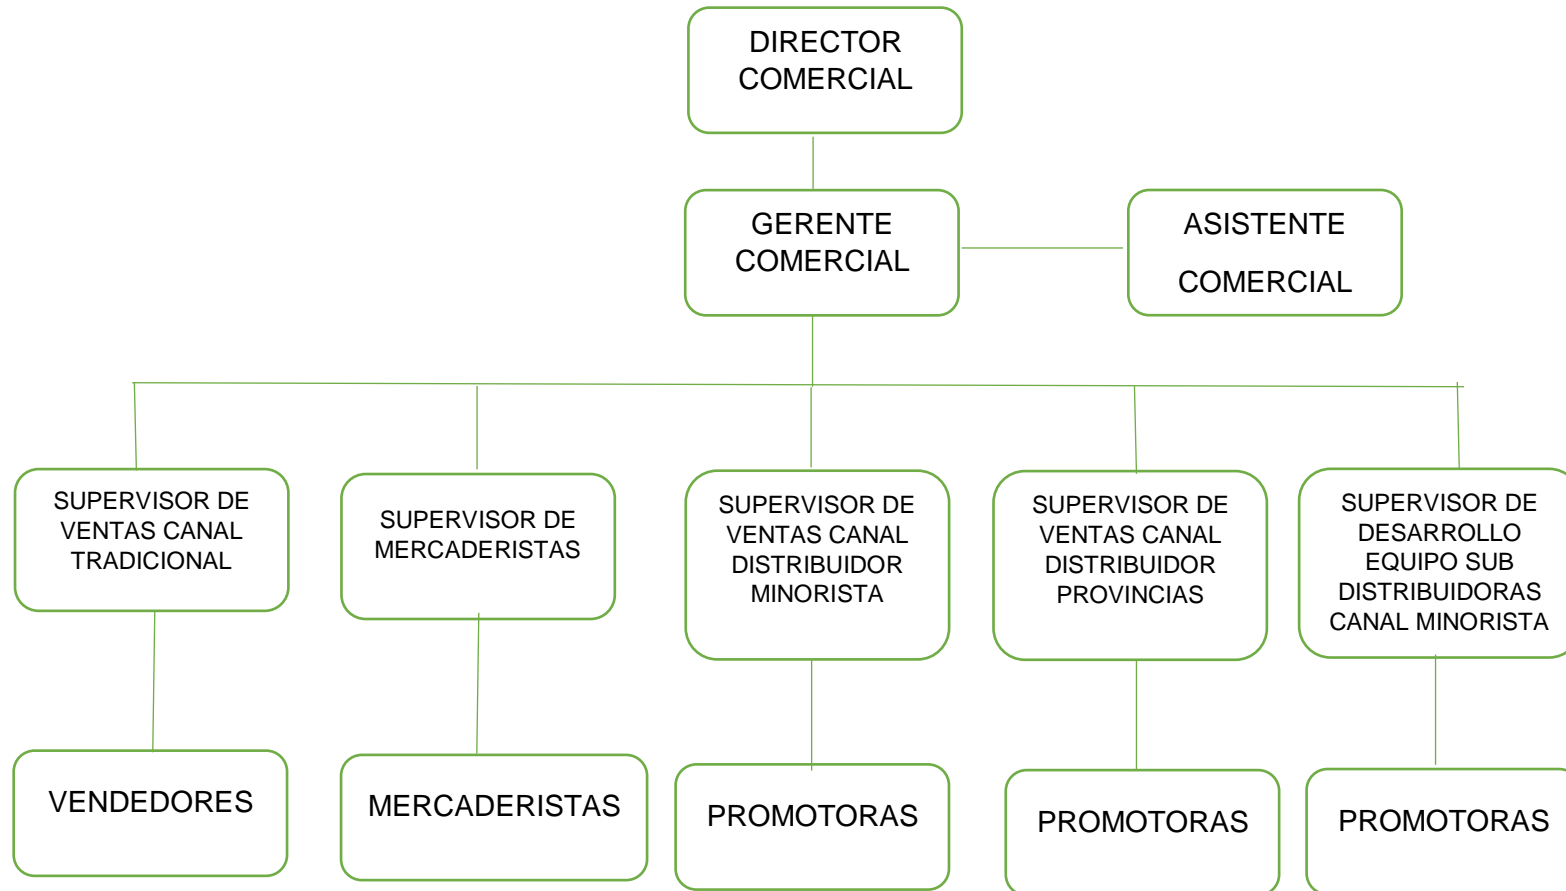 DIRECTOR
COMERCIAL
GERENTE
COMERCIAL
ASISTENTE
COMERCIAL
SUPERVISOR DE
VENTAS CANAL
TRADICIONAL
SUPERVISOR DE
MERCADERISTAS
SUPERVISOR DE
VENTAS CANAL
DISTRIBUIDOR
MINORISTA
SUPERVISOR DE
VENTAS CANAL
DISTRIBUIDOR
PROVINCIAS
SUPERVISOR DE
DESARROLLO
EQUIPO SUB
DISTRIBUIDORAS
CANAL MINORISTA
VENDEDORES
MERCADERISTAS
PROMOTORAS
PROMOTORAS
PROMOTORAS